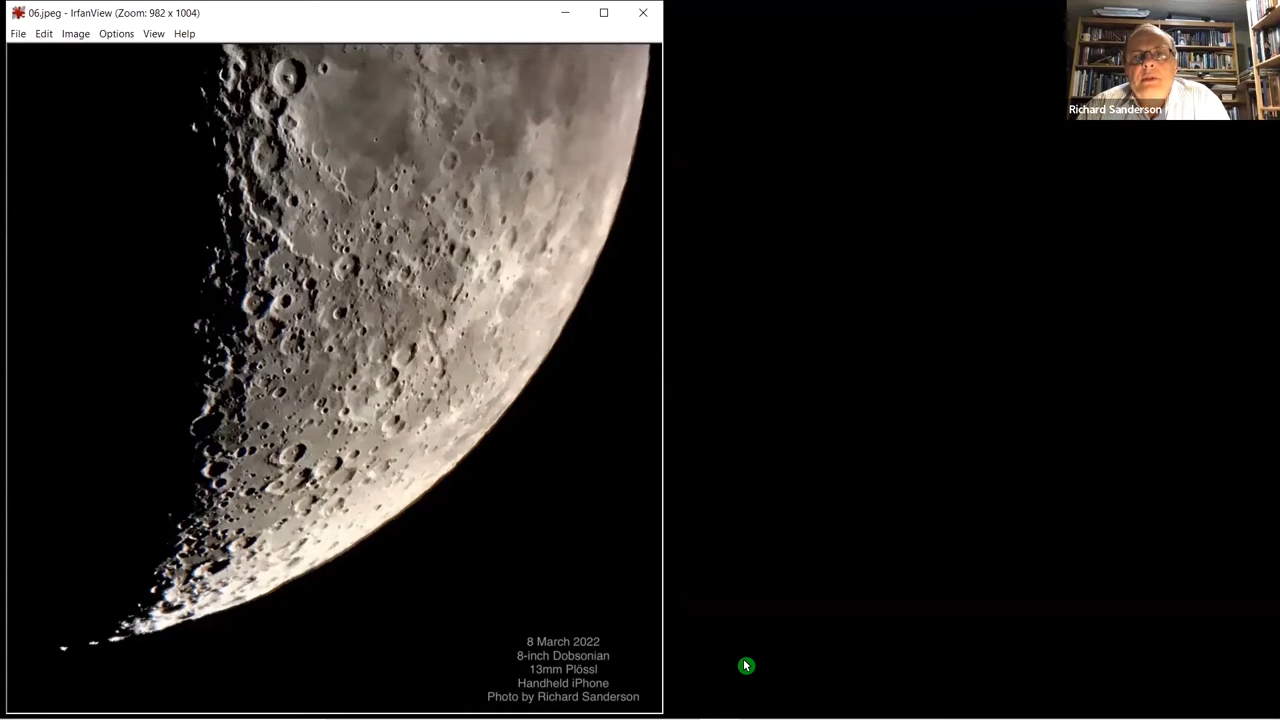 06.jpeg - IrfanView (Zoom: 982 x 1004)
File Edit Image Options View Help
Richard Sanderson
8 March 2022
8-inch Dobsonian
13mm Plössl
Handheld iPhone
Photo by Richard Sanderson